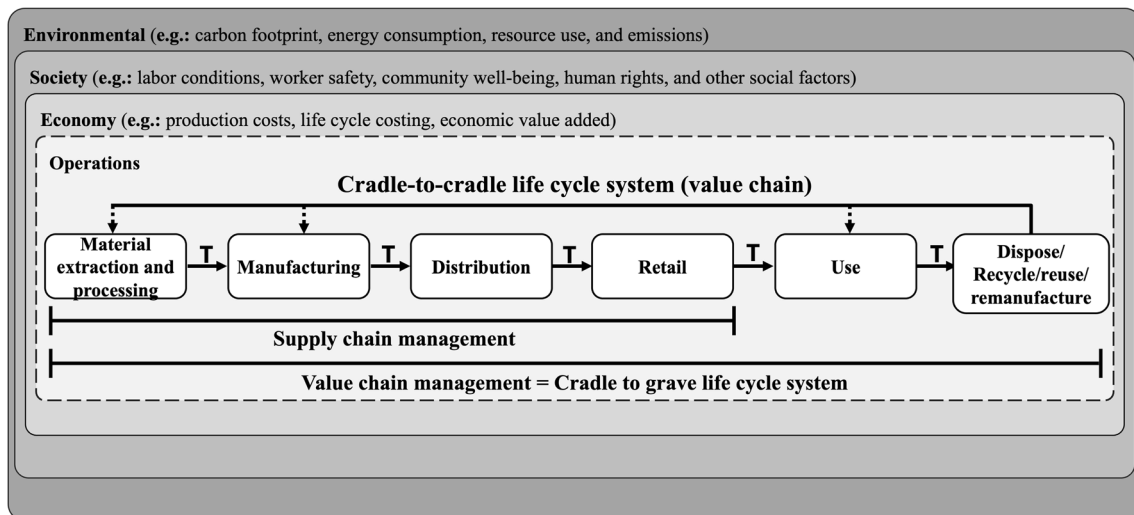 Environmental (e.g.: carbon footprint, energy consumption, resource use, and emissions)
Society (e.g.: labor conditions, worker safety, community well-being, human rights, and other social factors)
Economy (e.g.: production costs, life cycle costing, economic value added)
Operations
Cradle-to-cradle life cycle system (value chain)
Material
extraction and
processing
T
Manufacturing
T
Distribution
T
Retail
T
Use
T
Dispose/
Recycle/reuse/
remanufacture
Supply chain management
Value chain management = Cradle to grave life cycle system